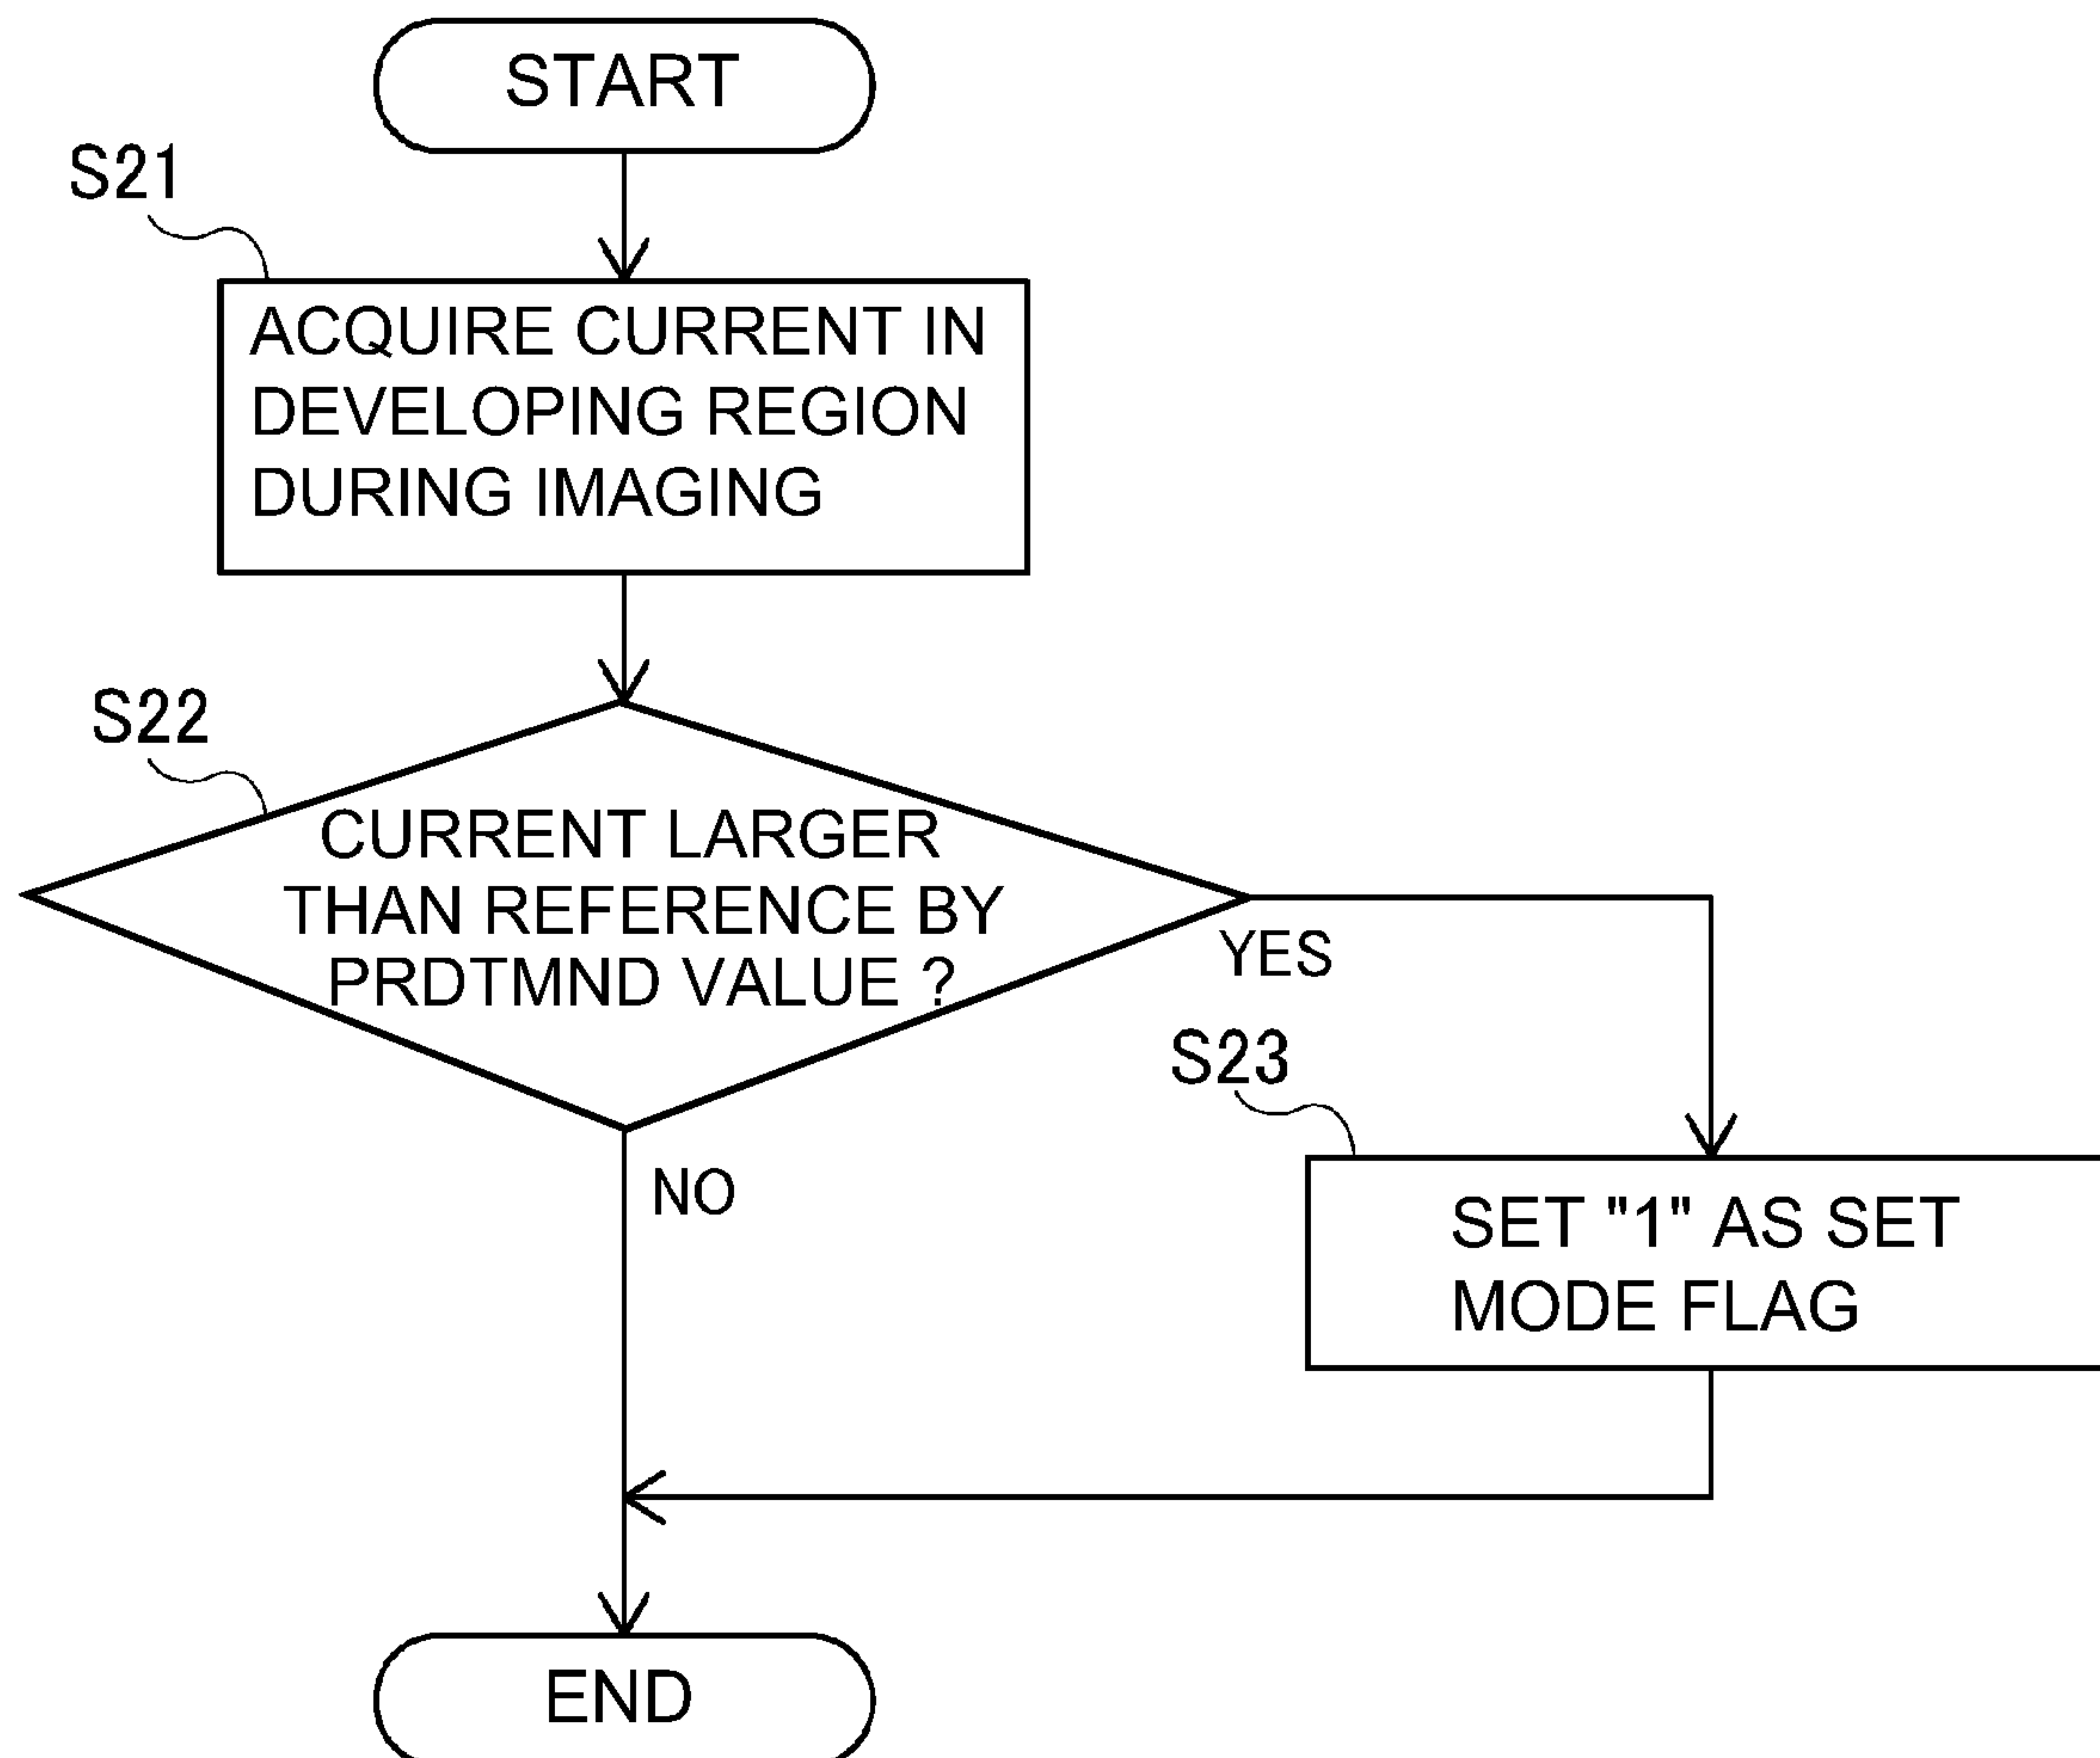 START
S21
ACQUIRE CURRENT IN
DEVELOPING REGION
DURING IMAGING
S22
CURRENT LARGER
THAN REFERENCE BY
PRDTMND VALUE ?
YES
NO
S23
SET "1" AS SET
MODE FLAG
END